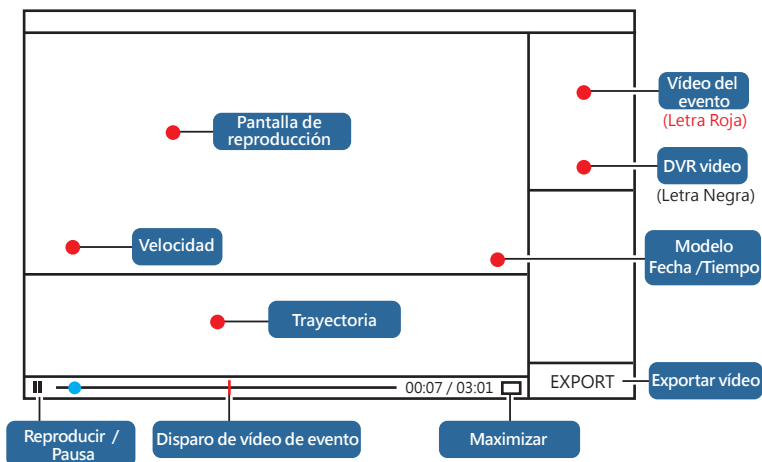 Pantalla de
reproducción
Vídeo del
evento
(Letra Roja)
DVR video
(Letra Negra)
Velocidad
Modelo
Fecha /Tiempo
Trayectoria
00:07 / 03:01
EXPORT
Exportar vídeo
Reproducir /
Pausa
Disparo de vídeo de evento
Maximizar